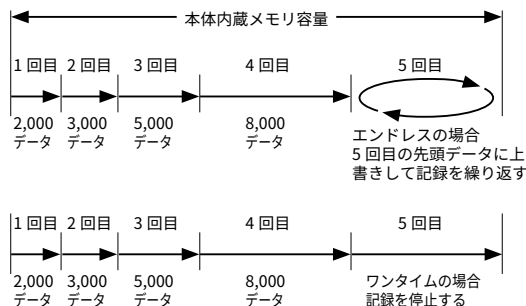 本体内蔵メモリ容量
1回目 2回目 3回目 4回目 5回目
2,000 3,000 5,000 8,000
データ データ データ データ
エンドレスの場合
5回目の先頭データに上
書きして記録を繰り返す
1回目 2回目 3回目 4回目 5回目
2,000 3,000 5,000 8,000
データ データ データ データ
ワンタイムの場合
記録を停止する